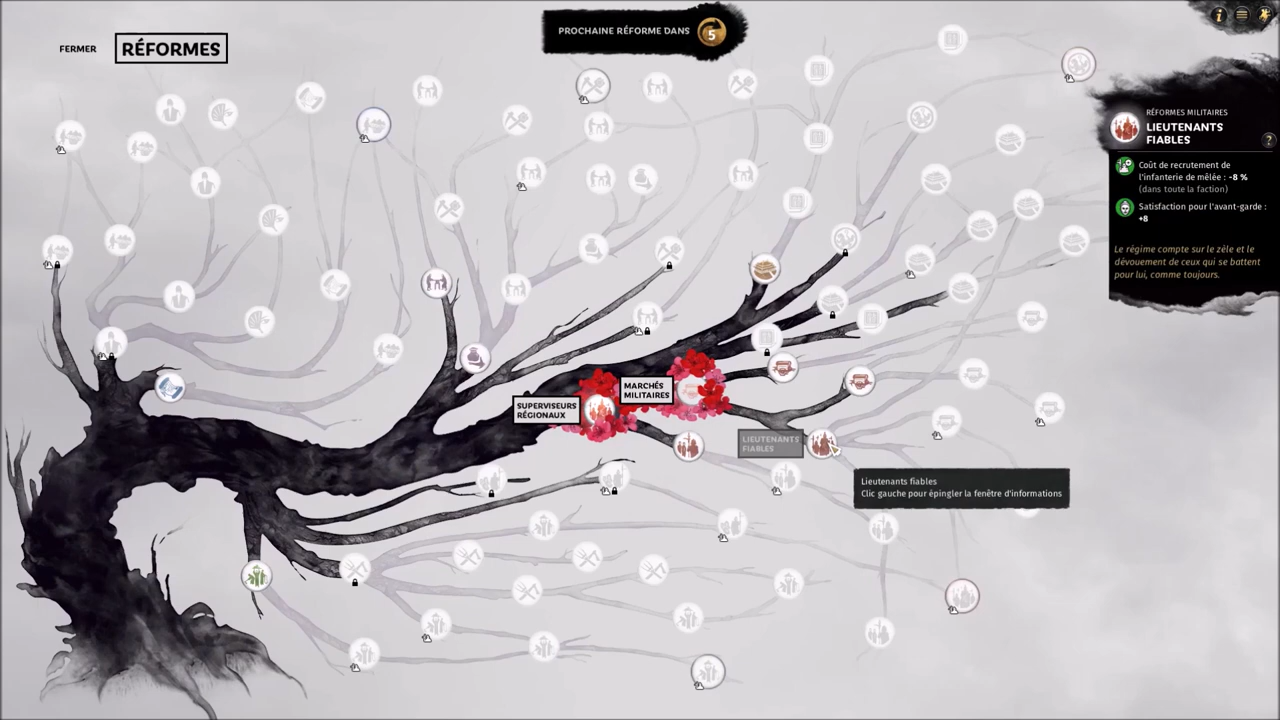 PROCHAINE RÉFORME DANS 5
FERMER
RÉFORMES
RÉFORMES MILITAIRES
LIEUTENANTS
FIABLES
?
Coût de recrutement de
l'infanterie de mêlée : -8 %
(dans toute la faction)
Satisfaction pour l'avant-garde :
+8
Le régime compte sur le zèle et le
dévouement de ceux qui se battent
pour lui, comme toujours.
MARCHÉS
MILITAIRES
SUPERVISEURS
RÉGIONAUX
LIEUTENANTS
FIABLES
Lieutenants fiables
Clic gauche pour épingler la fenêtre d'informations